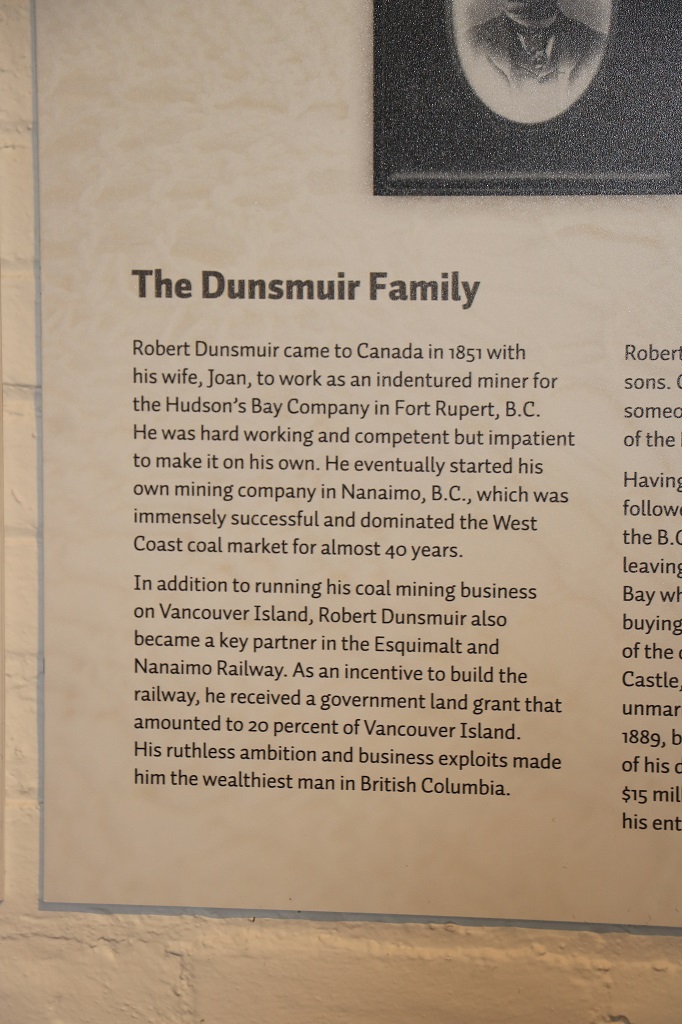 The Dunsmuir Family
Robert Dunsmuir came to Canada in 1851 with
his wife, Joan, to work as an indentured miner for
the Hudson's Bay Company in Fort Rupert, B.C.
He was hard working and competent but impatient
to make it on his own. He eventually started his
own mining company in Nanaimo, B.C., which was
immensely successful and dominated the West
Coast coal market for almost 40 years.
In addition to running his coal mining business
on Vancouver Island, Robert Dunsmuir also
became a key partner in the Esquimalt and
Nanaimo Railway. As an incentive to build the
railway, he received a government land grant that
amounted to 20 percent of Vancouver Island.
His ruthless ambition and business exploits made
him the wealthiest man in British Columbia.
Robert
sons.
of the
Having
the B.C
leaving
Bay
buying
of the
Castle,
1889,
of his
$15
his